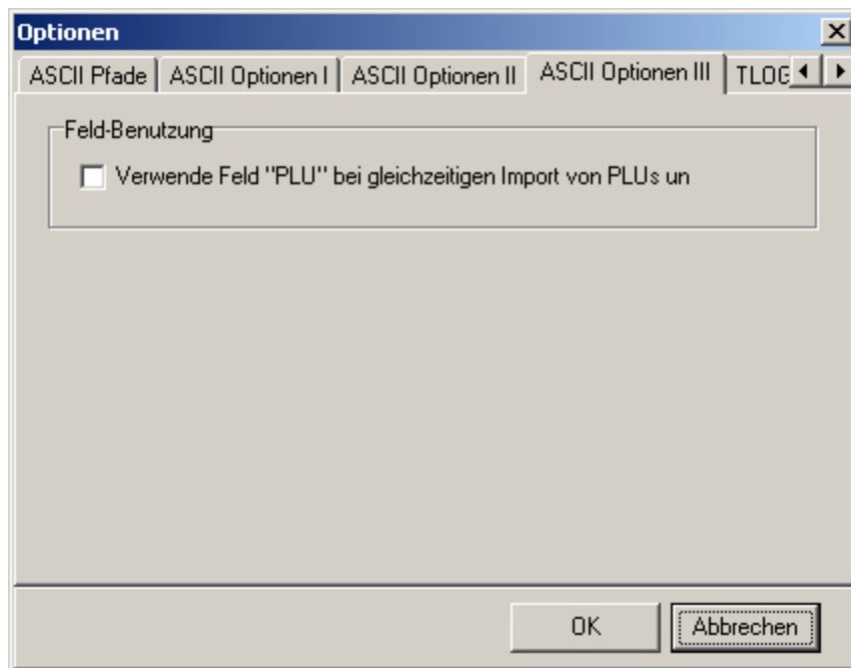 Optionen
ASCII Pfade
ASCII Optionen I
ASCII Optionen II
ASCII Optionen III
TLOG
Feld-Benutzung
Verwende Feld "PLU" bei gleichzeitigen Import von PLUs un
OK
Abbrechen